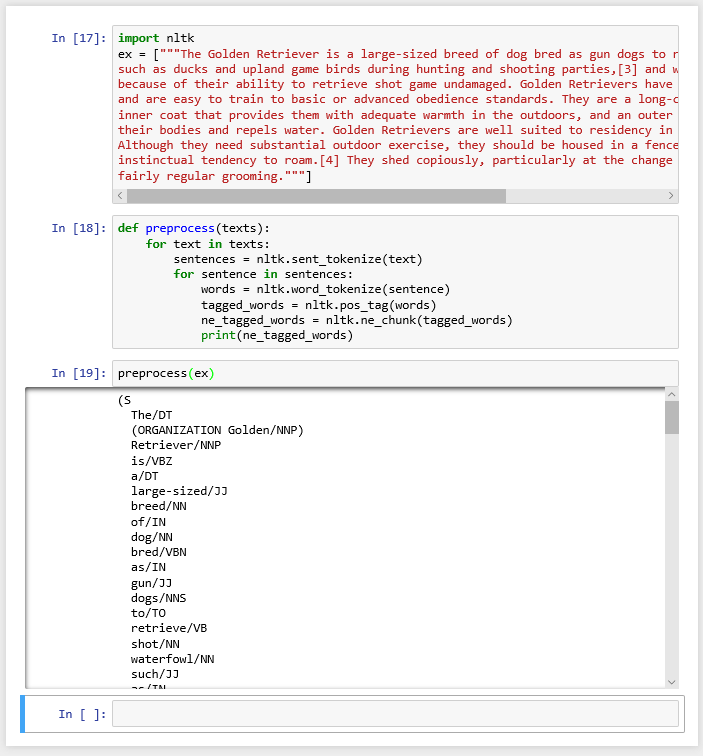 In [17]: import nltk
ex = ["""The Golden Retriever is a large-sized breed of dog bred as gun dogs to
such as ducks and upland game birds during hunting and shooting parties,[3] and
because of their ability to retrieve shot game undamaged. Golden Retrievers have
and are easy to train to basic or advanced obedience standards. They are a
inner coat that provides them with adequate warmth in the outdoors, and an outer
their bodies and repels water. Golden Retrievers are well suited to residency in
Although they need substantial outdoor exercise, they should be housed in a
instinctual tendency to roam.[4] They shed copiously, particularly at the change
fairly regular grooming."""]
In [18]: def preprocess(texts):
for text in texts:
sentences = nltk.sent_tokenize(text)
for sentence in sentences:
words = nltk.word_tokenize(sentence)
tagged_words = nltk.pos_tag(words)
ne_tagged_words = nltk.ne_chunk(tagged_words)
print(ne_tagged_words)
In [19]: preprocess(ex)
(S
The/DT
(ORGANIZATION Golden/NNP)
Retriever/NNP
is/VBZ
a/DT
large-sized/JJ
breed/NN
of/IN
dog/NN
bred/VBN
as/IN
gun/JJ
dogs/NNS
to/TO
retrieve/VB
shot/NN
waterfowl/NN
such/JJ
as/IN
In [ ]: